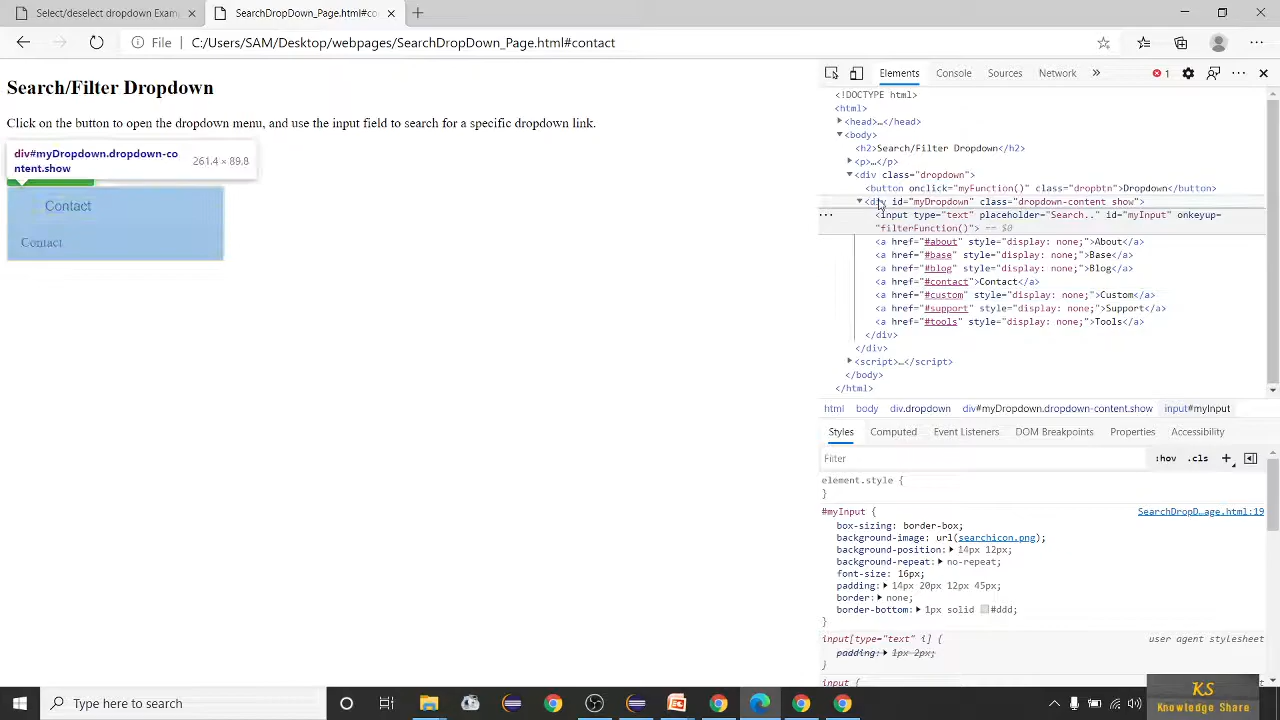 Select/deselect dropdown Exam
SearchDropDown_Page.html#co
File C:/Users/SAM/Desktop/webpages/SearchDropDown_Page.html#contact
Search/Filter Dropdown
Click on the button to open the dropdown menu, and use the input field to search for a specific dropdown link.
div#myDropdown.dropdown-co
ntent.show
261.4 × 89.8
Contact
Contact
Elements Console Sources Network » 1
<!DOCTYPE html>
<html>
<head>…</head>
<body>
<h2>Search/Filter Dropdown</h2>
<p>…</p>
<div class="dropdown">
<button onclick="myFunction()" class="dropbtn">Dropdown</button>
<div id="myDropdown" class="dropdown-content show">
… <input type="text" placeholder="Search.." id="myInput" onkeyup=
"filterFunction()"> == $0
<a href="#about" style="display: none;">About</a>
<a href="#base" style="display: none;">Base</a>
<a href="#blog" style="display: none;">Blog</a>
<a href="#contact">Contact</a>
<a href="#custom" style="display: none;">Custom</a>
<a href="#support" style="display: none;">Support</a>
<a href="#tools" style="display: none;">Tools</a>
</div>
</div>
<script>…</script>
</body>
</html>
html body div.dropdown div#myDropdown.dropdown-content.show input#myInput
Styles Computed Event Listeners DOM Breakpoints Properties Accessibility
Filter :hov .cls +
element.style {
}
#myInput { SearchDropD…age.html:19
box-sizing: border-box;
background-image: url(searchicon.png);
background-position: 14px 12px;
background-repeat: no-repeat;
font-size: 16px;
padding: 14px 20px 12px 45px;
border: none;
border-bottom: 1px solid #ddd;
}
input[type="text" i] { user agent stylesheet
padding: 1px 2px;
}
input {
Type here to search
KS
Knowledge Share